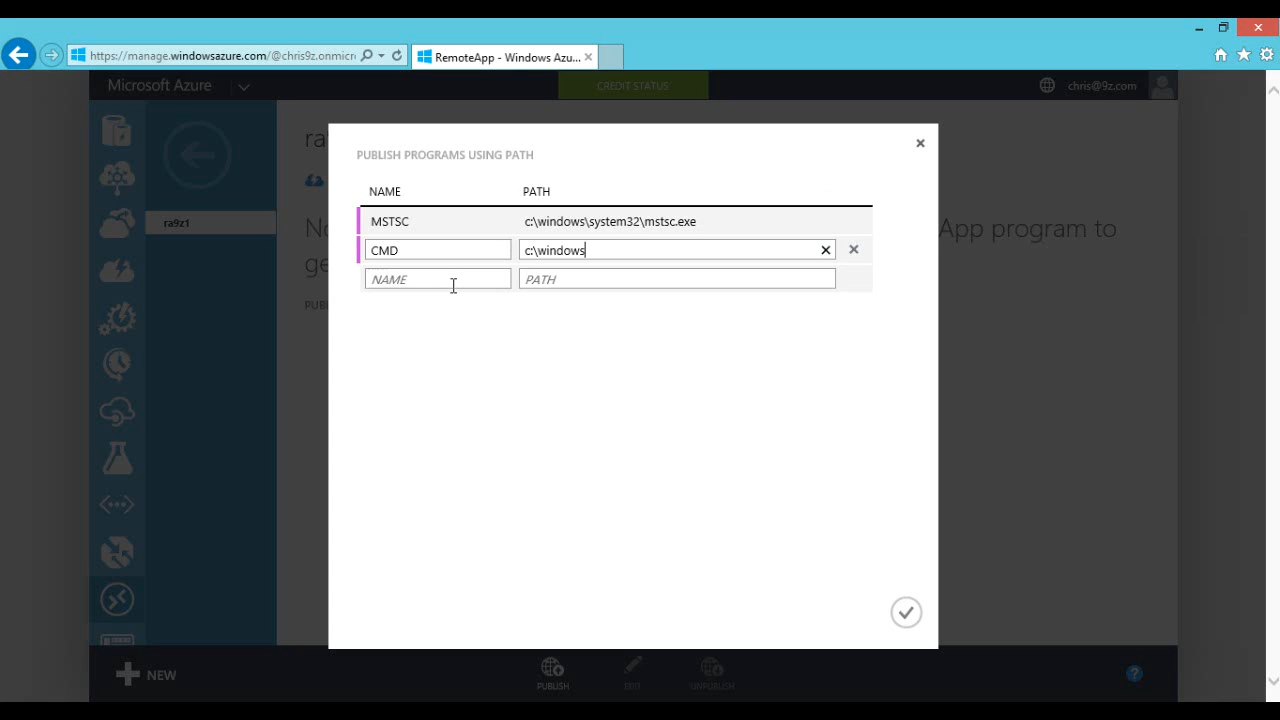 https://manage.windowsazure.com/@chris9z.onmicr
RemoteApp - Windows Azu...
Microsoft Azure
CREDIT STATUS
chris@9z.com
ra
PUBLISH PROGRAMS USING PATH
NAME PATH
MSTSC c:\windows\system32\mstsc.exe
ra9z1
No
App program to
CMD c:\windows
ge
NAME PATH
PUB
NEW
PUBLISH
EDIT
UNPUBLISH
?